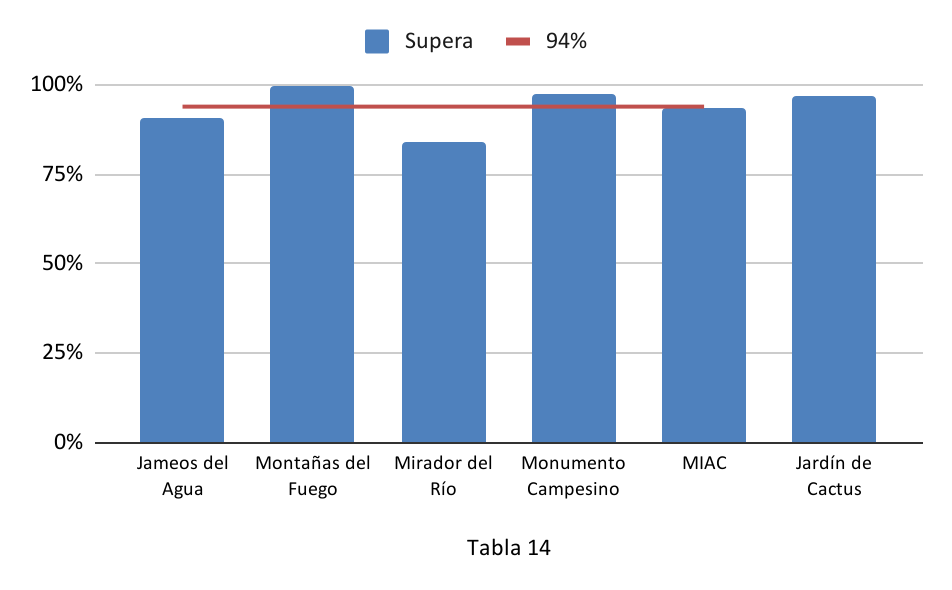 Supera 94%
100%
75%
50%
25%
0%
Jameos del Agua
Montañas del Fuego
Mirador del Río
Monumento Campesino
MIAC
Jardín de Cactus
Tabla 14